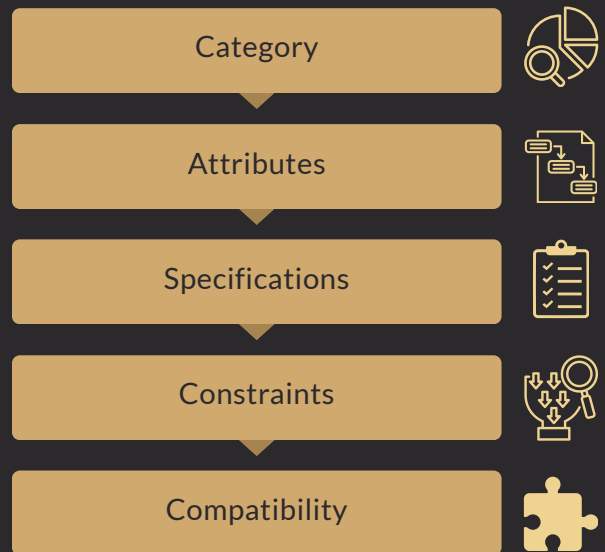 Category
Attributes
Specifications
Constraints
Compatibility